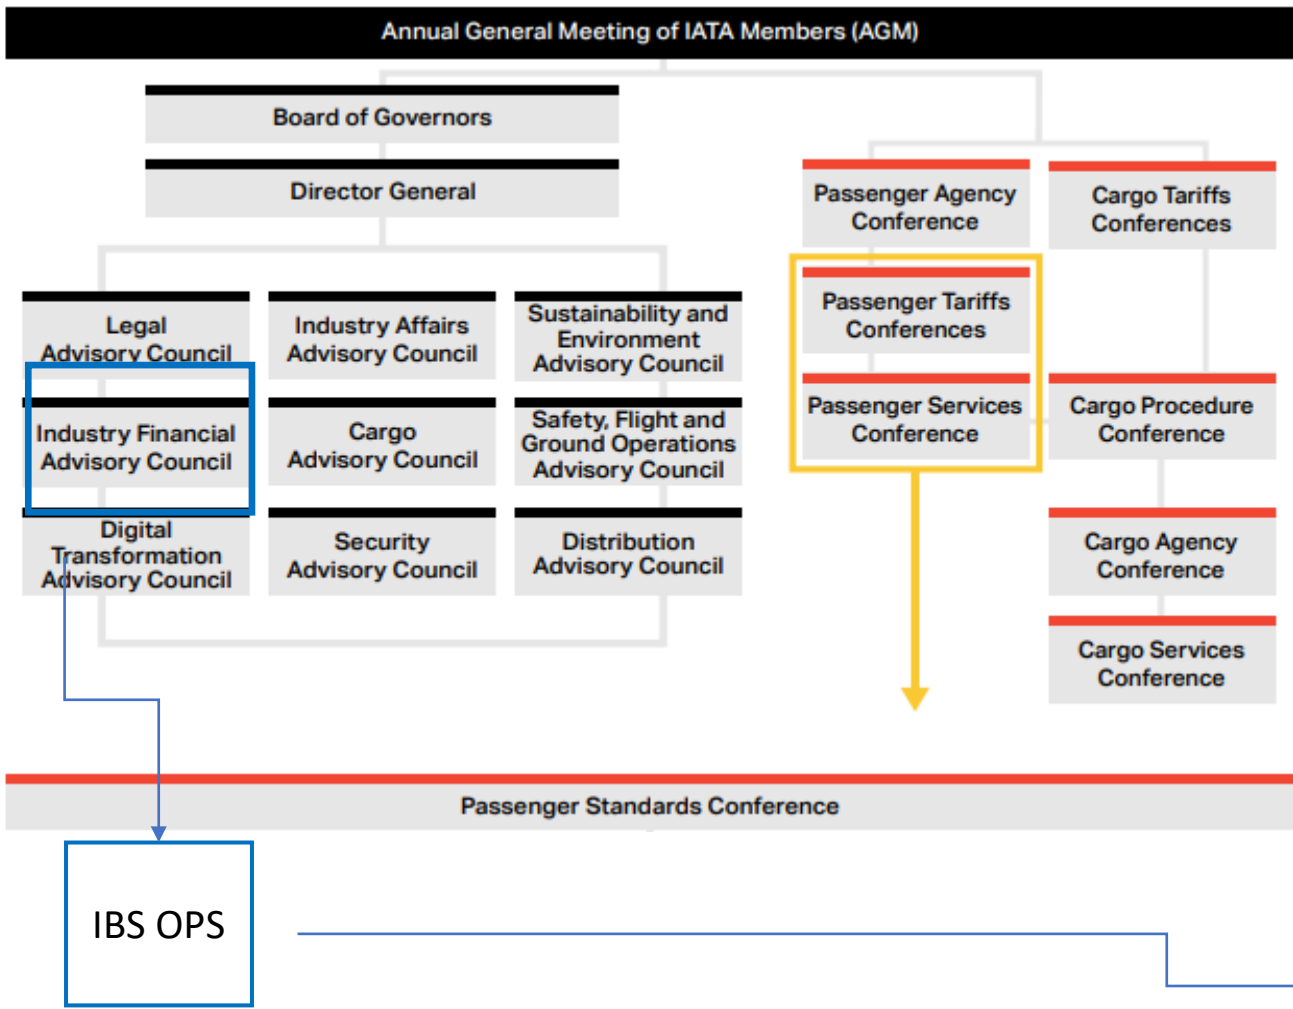 Annual General Meeting of IATA Members (AGM)
Board of Governors
Director General
Passenger Agency
Conference
Cargo Tariffs
Conferences
Passenger Tariffs
Conferences
Legal
Advisory Council
Industry Affairs
Advisory Council
Sustainability and
Environment
Advisory Council
Passenger Services
Conference
Cargo Procedure
Conference
Industry Financial
Advisory Council
Cargo
Advisory Council
Safety, Flight and
Ground Operations
Advisory Council
Digital
Transformation
Advisory Council
Security
Advisory Council
Distribution
Advisory Council
Cargo Agency
Conference
Cargo Services
Conference
Passenger Standards Conference
IBS OPS